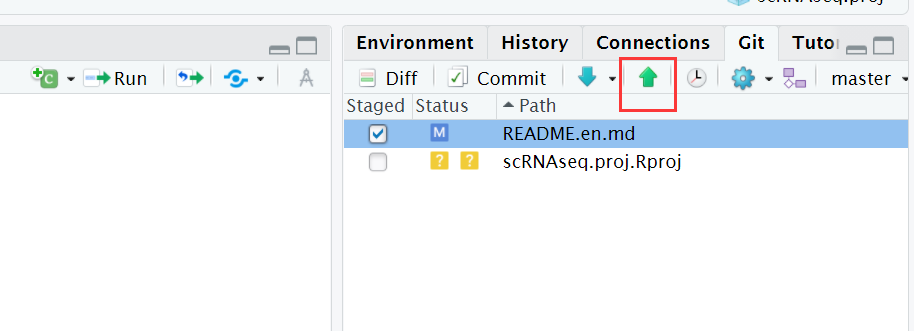 scRNAseq.proj
Environment History Connections Git Tutor
Run Diff Commit master
Staged Status Path
M README.en.md
? ? scRNAseq.proj.Rproj